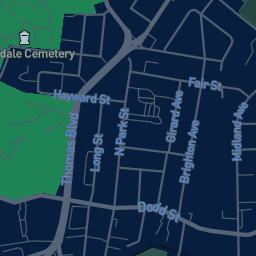 dale Cemetery
Fair St
Hayward St
Thomas Blvd
Long St
N Park St
Girard Ave
Brighton Ave
Midland Ave
Dodd St